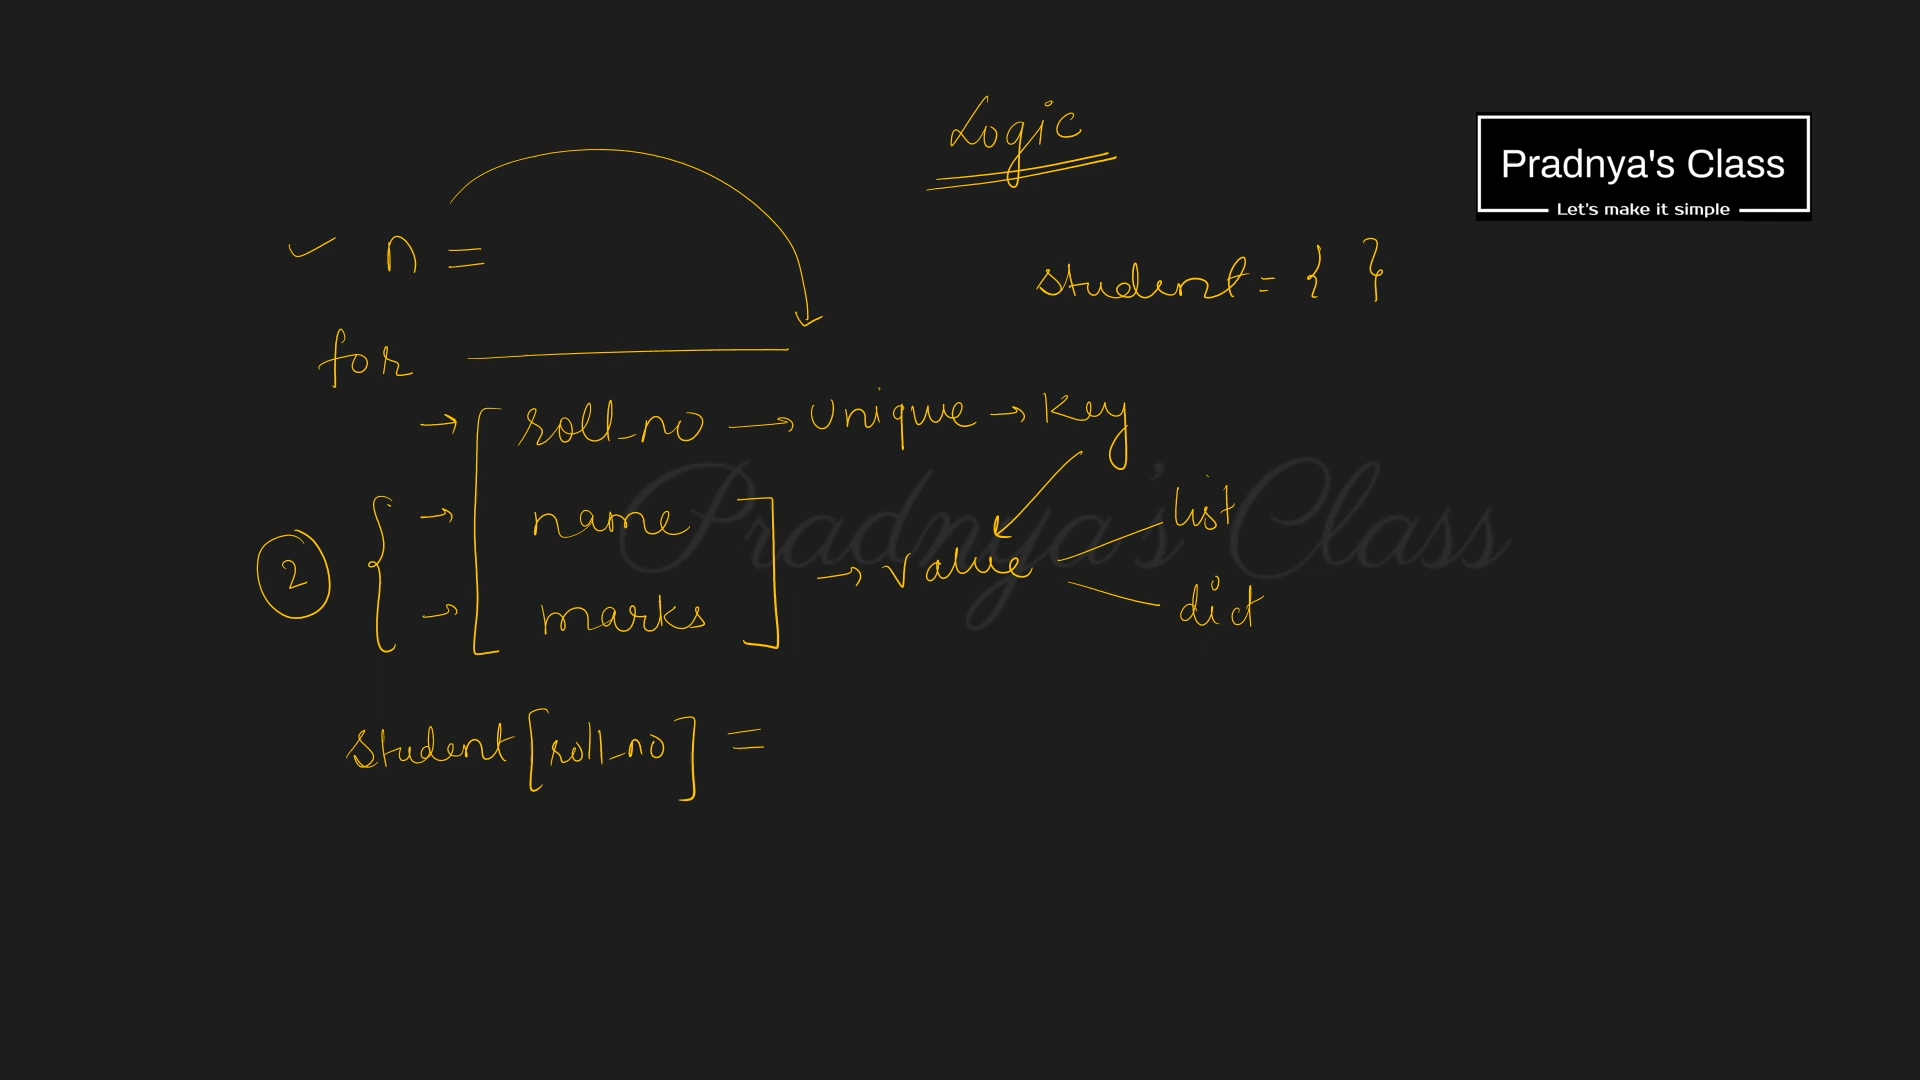 Logic
Pradnya's Class
Let's make it simple
✓ n =
student = { }
for
→ roll_no → Unique → Key
→ name
list
2
→ value
→ marks
dict
Pradnya's Class
student [roll_no] =